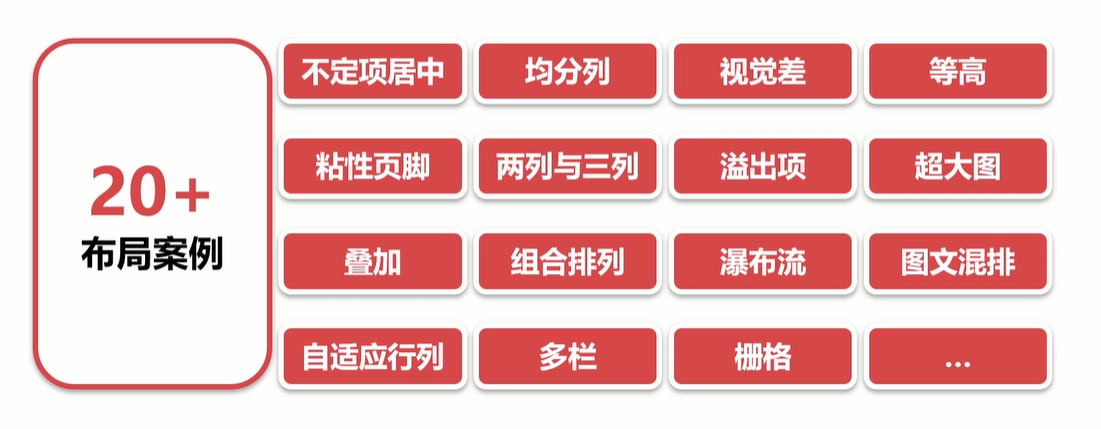 20+
布局案例
不定项居中 均分列 视觉差 等高
粘性页脚 两列与三列 溢出项 超大图
叠加 组合排列 瀑布流 图文混排
自适应行列 多栏 栅格 ...